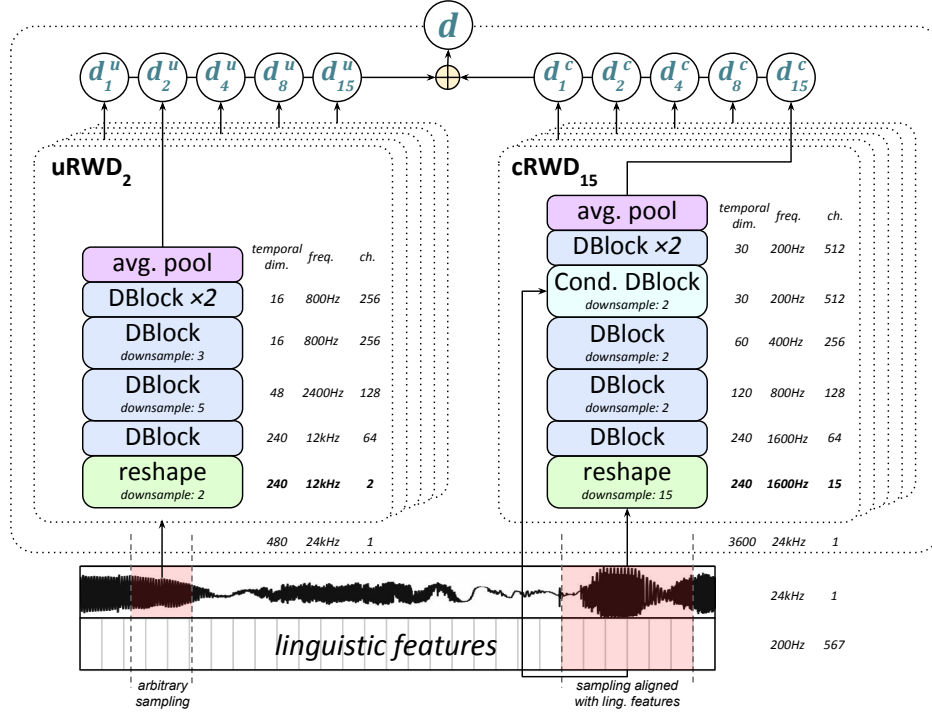 d
d₁ᵘ d₂ᵘ d₄ᵘ d₈ᵘ d₁₅ᵘ
d₁ᶜ d₂ᶜ d₄ᶜ d₈ᶜ d₁₅ᶜ
uRWD₂
temporal dim. freq. ch.
avg. pool
DBlock ×2 16 800Hz 256
DBlock 16 800Hz 256
downsample: 3
DBlock 48 2400Hz 128
downsample: 5
DBlock 240 12kHz 64
reshape 240 12kHz 2
downsample: 2
480 24kHz 1
cRWD₁₅
temporal dim. freq. ch.
avg. pool
DBlock ×2 30 200Hz 512
Cond. DBlock 30 200Hz 512
downsample: 2
DBlock 60 400Hz 256
downsample: 2
DBlock 120 800Hz 128
downsample: 2
DBlock 240 1600Hz 64
reshape 240 1600Hz 15
downsample: 15
3600 24kHz 1
24kHz 1
linguistic features 200Hz 567
arbitrary
sampling
sampling aligned
with ling. features